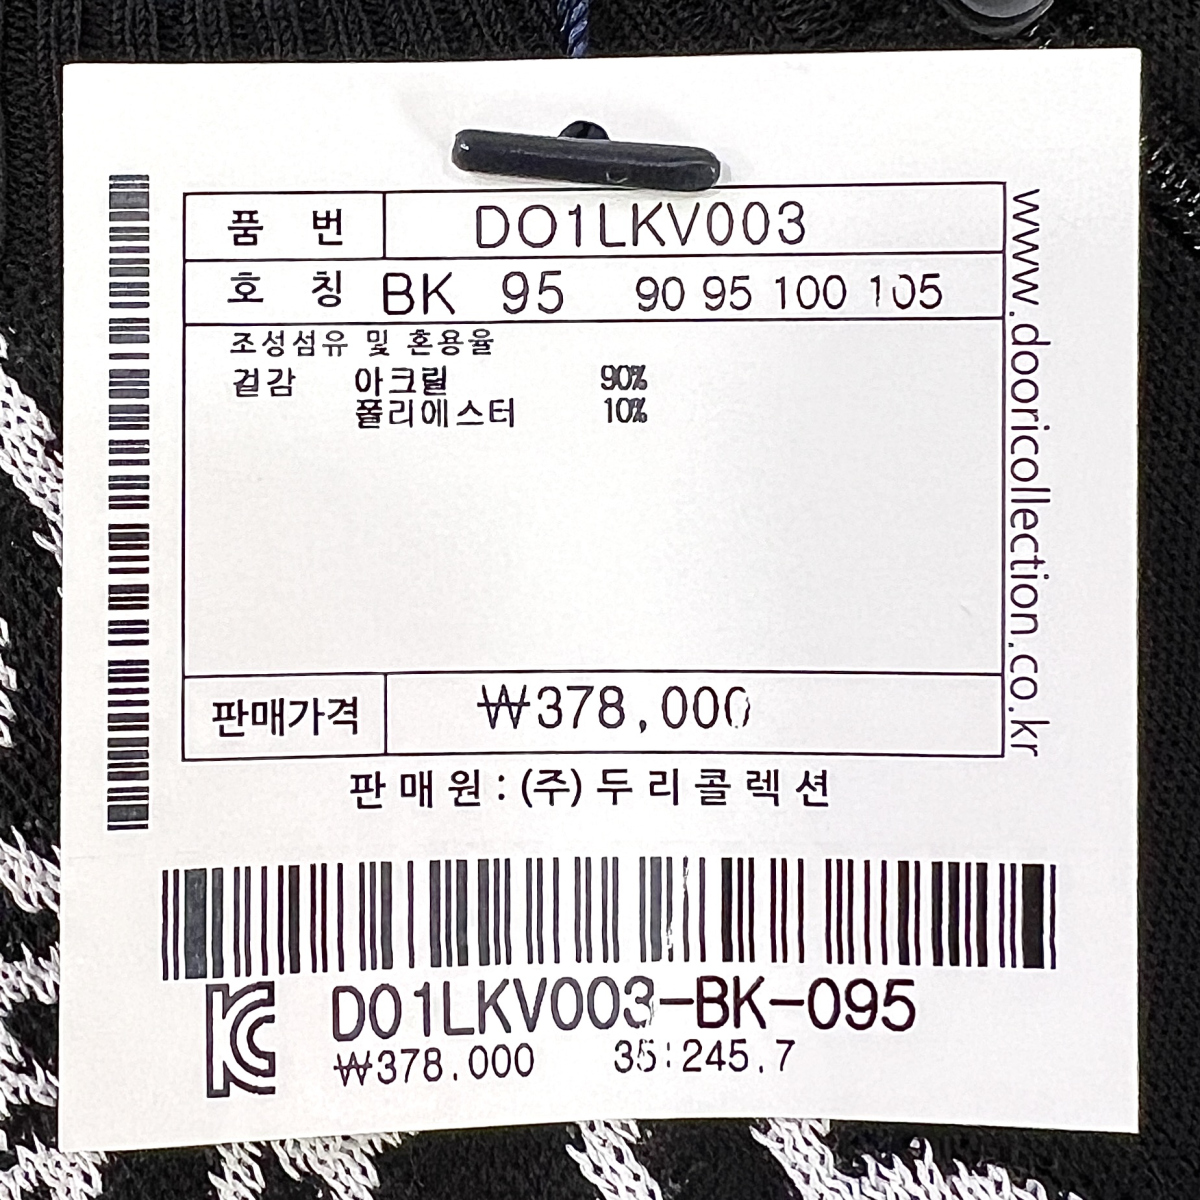 품 번 DO1LKV003
호 칭 BK 95 90 95 100 105
조성섬유 및 혼용율
겉감 아크릴 90%
폴리에스터 10%
판매가격 ₩378,000
판매원 : (주)두리콜렉션
www.dooricollection.co.kr
DO1LKV003-BK-095
₩378.000 35:245.7